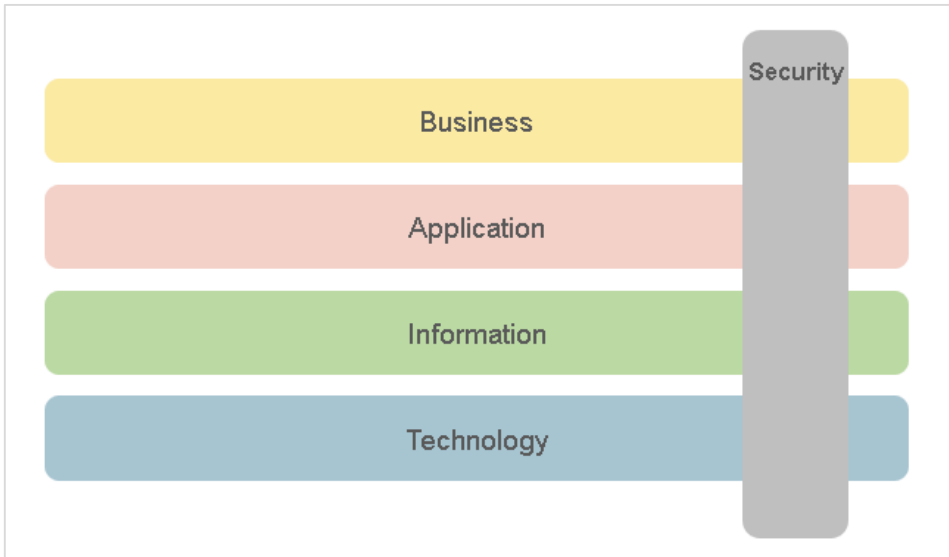 Security
Business
Application
Information
Technology